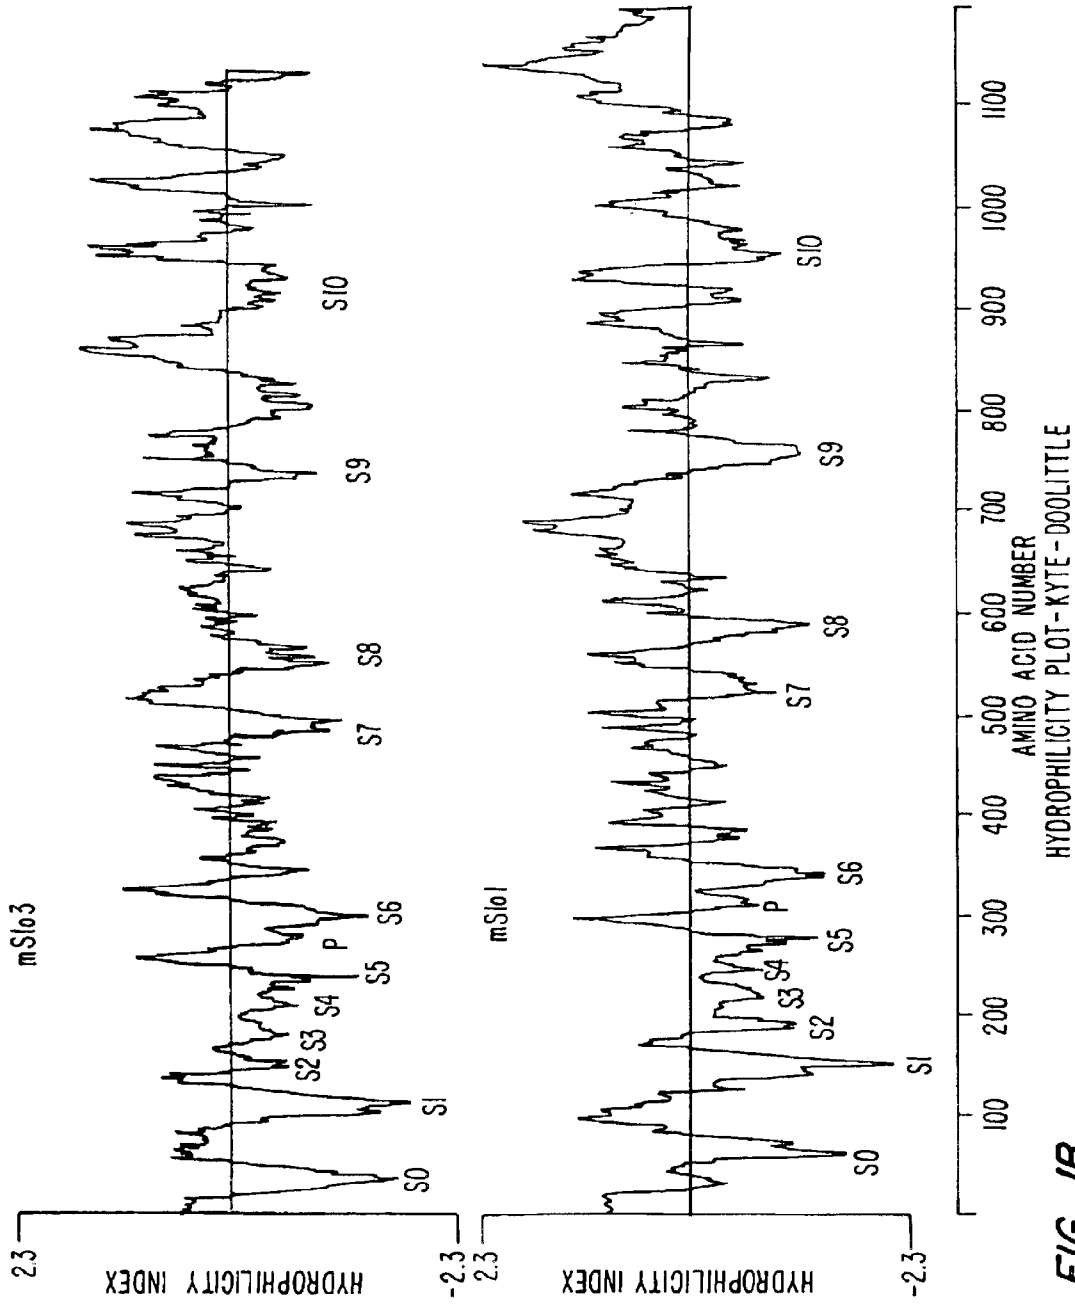 mSlo3
2.3
HYDROPHILICITY INDEX
-2.3
S0
S1
S2
S3
S4
S5
P
S6
S7
S8
S9
S10
mSlo1
2.3
HYDROPHILICITY INDEX
-2.3
S0
S1
S2
S3
S4
S5
P
S6
S7
S8
S9
S10
100 200 300 400 500 600 700 800 900 1000 1100
AMINO ACID NUMBER
HYDROPHILICITY PLOT-KYTE-DOOLITTLE
FIG. 1B